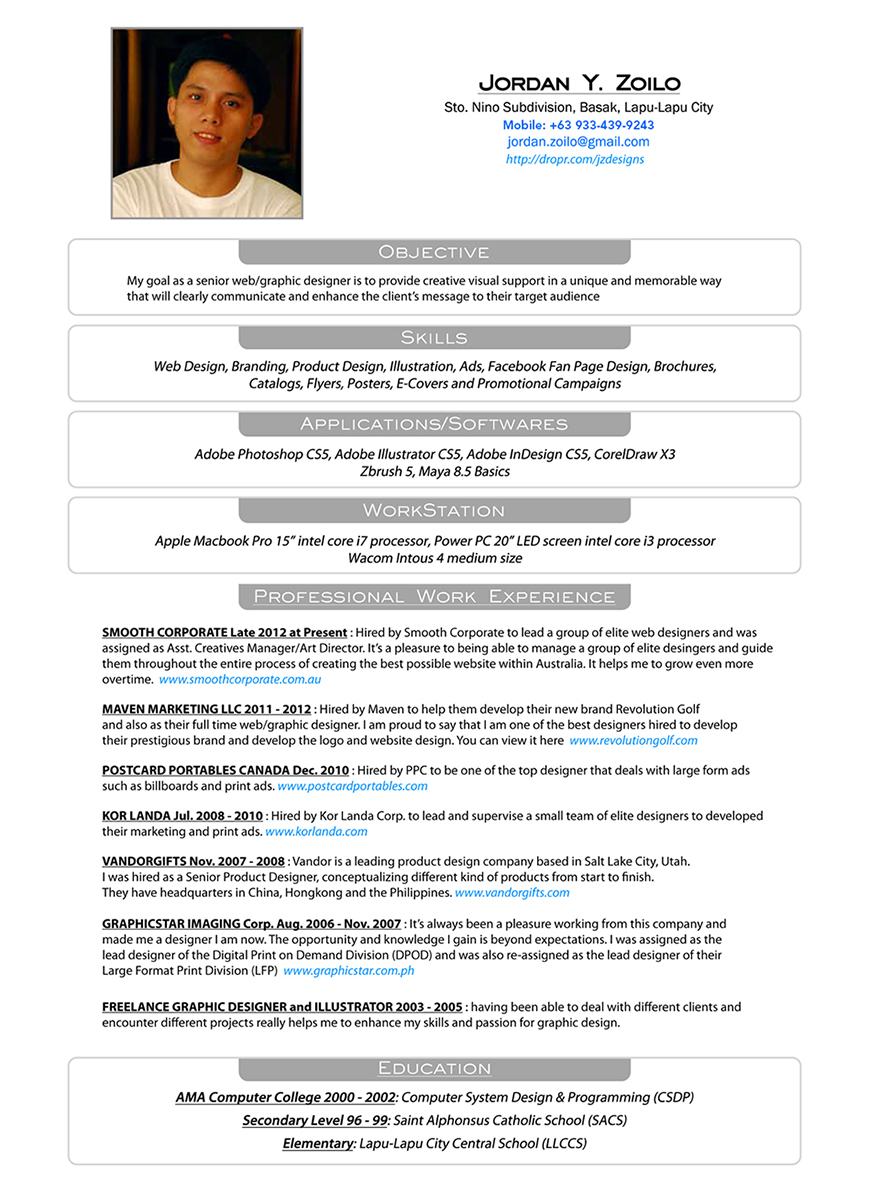 Jordan Y. Zoilo
Sto. Nino Subdivision, Basak, Lapu-Lapu City
Mobile: +63 933-439-9243
jordan.zoilo@gmail.com
http://dropr.com/jzdesigns
Objective
My goal as a senior web/graphic designer is to provide creative visual support in a unique and memorable way
that will clearly communicate and enhance the client's message to their target audience
Skills
Web Design, Branding, Product Design, Illustration, Ads, Facebook Fan Page Design, Brochures,
Catalogs, Flyers, Posters, E-Covers and Promotional Campaigns
Applications/Softwares
Adobe Photoshop CS5, Adobe Illustrator CS5, Adobe InDesign CS5, CorelDraw X3
Zbrush 5, Maya 8.5 Basics
WorkStation
Apple Macbook Pro 15" intel core i7 processor, Power PC 20" LED screen intel core i3 processor
Wacom Intous 4 medium size
Professional Work Experience
SMOOTH CORPORATE Late 2012 at Present : Hired by Smooth Corporate to lead a group of elite web designers and was
assigned as Asst. Creatives Manager/Art Director. It's a pleasure to being able to manage a group of elite desingers and guide
them throughout the entire process of creating the best possible website within Australia. It helps me to grow even more
overtime. www.smoothcorporate.com.au
MAVEN MARKETING LLC 2011 - 2012 : Hired by Maven to help them develop their new brand Revolution Golf
and also as their full time web/graphic designer. I am proud to say that I am one of the best designers hired to develop
their prestigious brand and develop the logo and website design. You can view it here www.revolutiongolf.com
POSTCARD PORTABLES CANADA Dec. 2010 : Hired by PPC to be one of the top designer that deals with large form ads
such as billboards and print ads. www.postcardportables.com
KOR LANDA Jul. 2008 - 2010 : Hired by Kor Landa Corp. to lead and supervise a small team of elite designers to developed
their marketing and print ads. www.korlanda.com
VANDORGIFTS Nov. 2007 - 2008 : Vandor is a leading product design company based in Salt Lake City, Utah.
I was hired as a Senior Product Designer, conceptualizing different kind of products from start to finish.
They have headquarters in China, Hongkong and the Philippines. www.vandorgifts.com
GRAPHICSTAR IMAGING Corp. Aug. 2006 - Nov. 2007 : It's always been a pleasure working from this company and
made me a designer I am now. The opportunity and knowledge I gain is beyond expectations. I was assigned as the
lead designer of the Digital Print on Demand Division (DPOD) and was also re-assigned as the lead designer of their
Large Format Print Division (LFP) www.graphicstar.com.ph
FREELANCE GRAPHIC DESIGNER and ILLUSTRATOR 2003 - 2005 : having been able to deal with different clients and
encounter different projects really helps me to enhance my skills and passion for graphic design.
Education
AMA Computer College 2000 - 2002: Computer System Design & Programming (CSDP)
Secondary Level 96 - 99: Saint Alphonsus Catholic School (SACS)
Elementary: Lapu-Lapu City Central School (LLCCS)